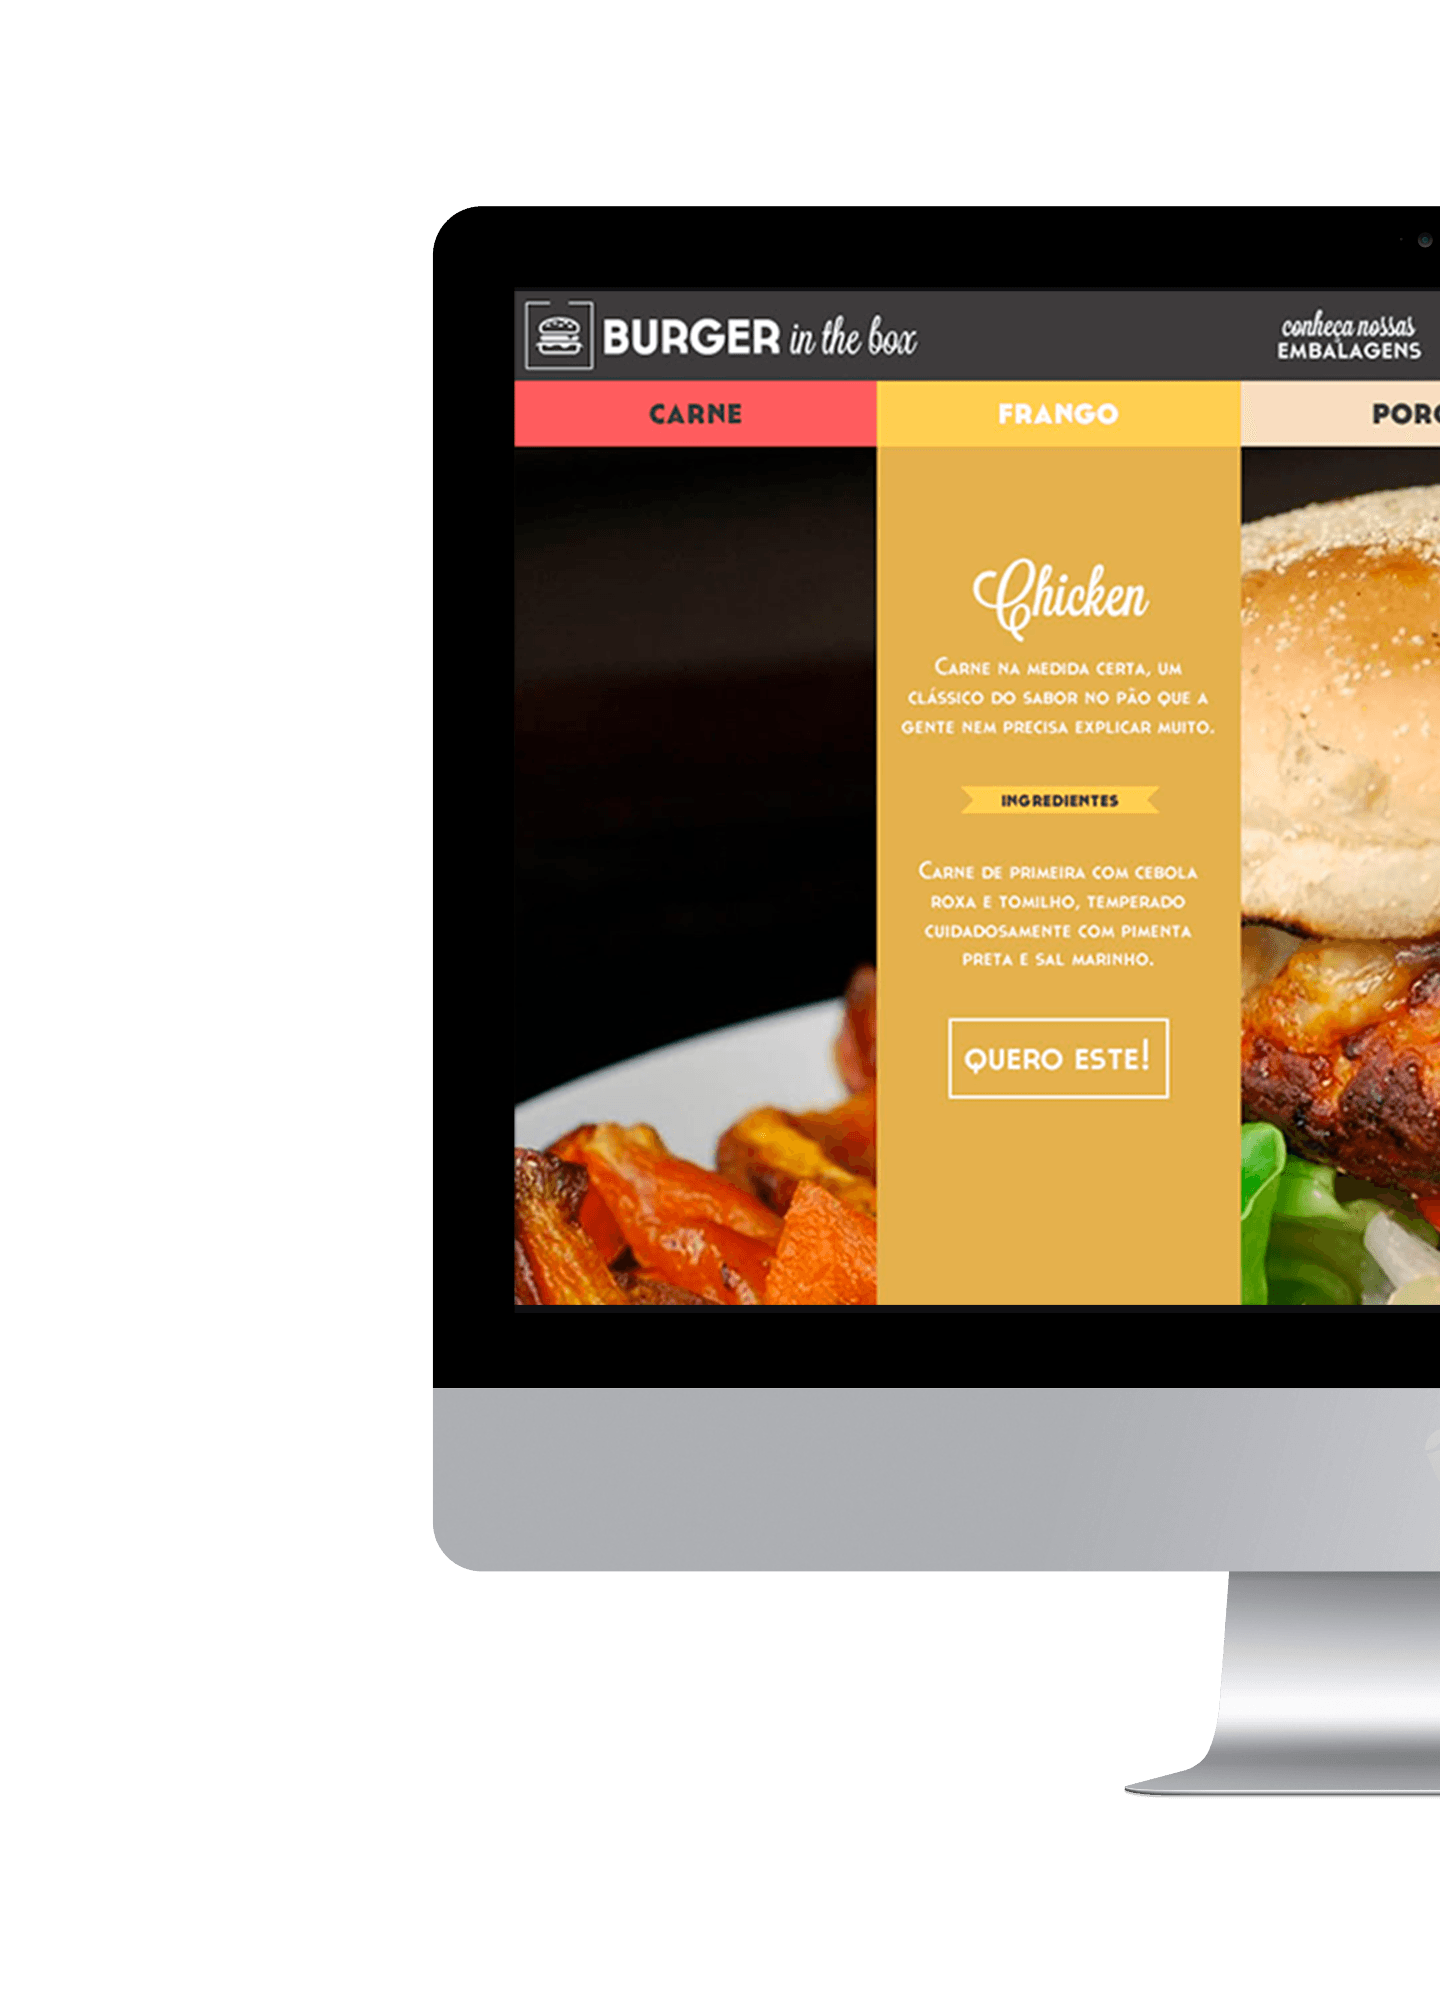 BURGER in the box
conheça nossas
EMBALAGENS
CARNE
FRANGO
Chicken
CARNE NA MEDIDA CERTA, UM
CLÁSSICO DO SABOR NO PÃO QUE A
GENTE NEM PRECISA EXPLICAR MUITO.
INGREDIENTES
CARNE DE PRIMEIRA COM CEBOLA
ROXA E TOMILHO, TEMPERADO
CUIDADOSAMENTE COM PIMENTA
PRETA E SAL MARINHO.
QUERO ESTE!